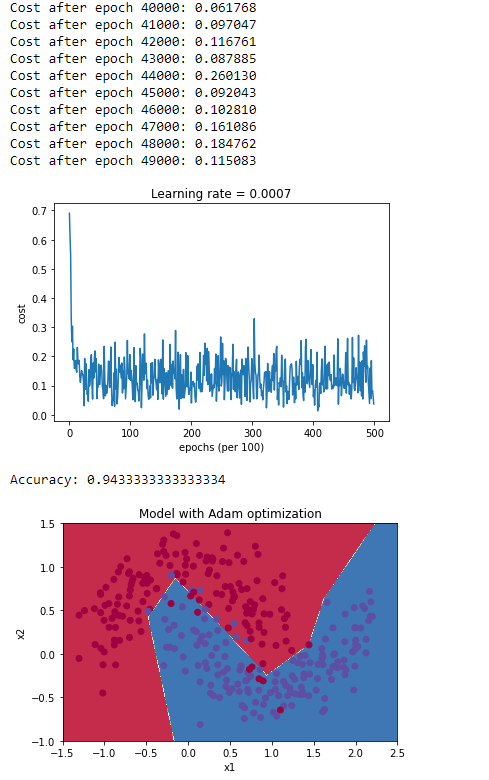 Cost after epoch 40000: 0.061768
Cost after epoch 41000: 0.097047
Cost after epoch 42000: 0.116761
Cost after epoch 43000: 0.087885
Cost after epoch 44000: 0.260130
Cost after epoch 45000: 0.092043
Cost after epoch 46000: 0.102810
Cost after epoch 47000: 0.161086
Cost after epoch 48000: 0.184762
Cost after epoch 49000: 0.115083
Learning rate = 0.0007
0.7
0.6
0.5
0.4
0.3
0.2
0.1
0.0
cost
0 100 200 300 400 500
epochs (per 100)
Accuracy: 0.9433333333333334
Model with Adam optimization
1.5
1.0
0.5
0.0
−0.5
−1.0
x2
−1.5 −1.0 −0.5 0.0 0.5 1.0 1.5 2.0 2.5
x1